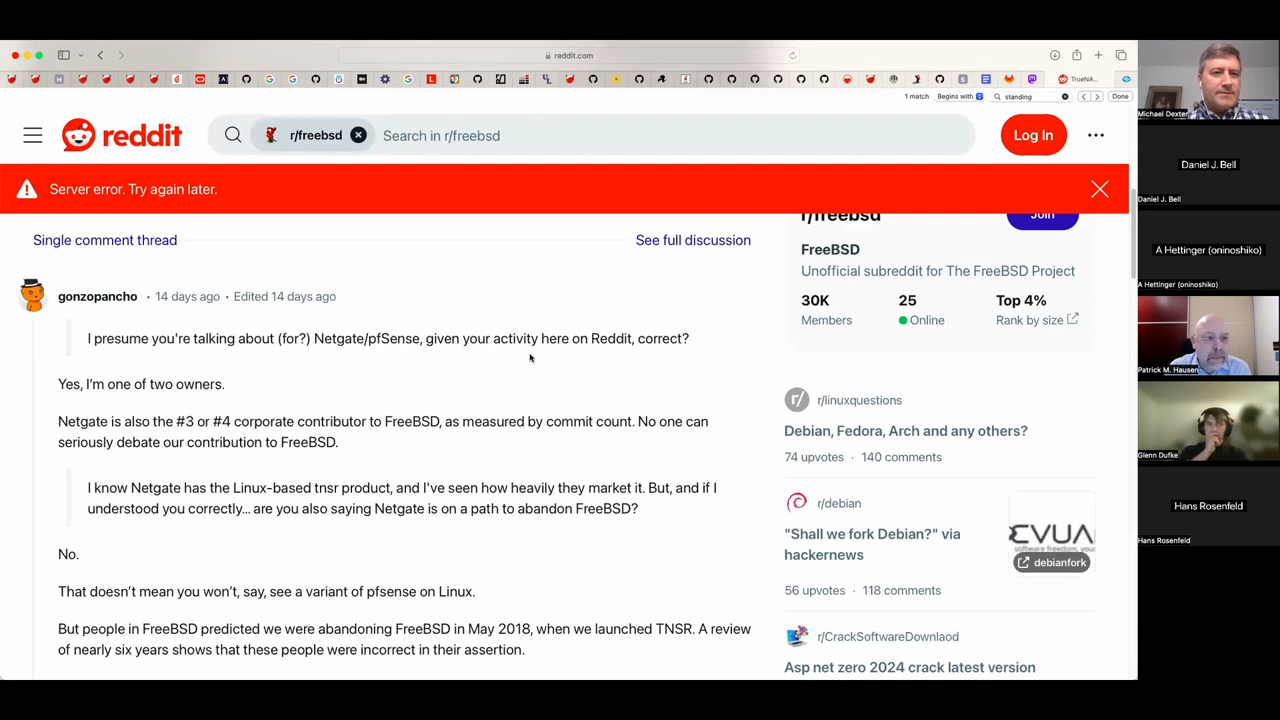 reddit.com
TrueNA...
1 match
Begins with
standing
Done
reddit
r/freebsd
Search in r/freebsd
Log In
Server error. Try again later.
Single comment thread
See full discussion
gonzopancho · 14 days ago · Edited 14 days ago
I presume you're talking about (for?) Netgate/pfSense, given your activity here on Reddit, correct?
Yes, I'm one of two owners.
Netgate is also the #3 or #4 corporate contributor to FreeBSD, as measured by commit count. No one can
seriously debate our contribution to FreeBSD.
I know Netgate has the Linux-based tnsr product, and I've seen how heavily they market it. But, and if I
understood you correctly... are you also saying Netgate is on a path to abandon FreeBSD?
No.
That doesn't mean you won't, say, see a variant of pfsense on Linux.
But people in FreeBSD predicted we were abandoning FreeBSD in May 2018, when we launched TNSR. A review
of nearly six years shows that these people were incorrect in their assertion.
r/freebsd
Join
FreeBSD
Unofficial subreddit for The FreeBSD Project
30K
25
Top 4%
Members
Online
Rank by size
r/linuxquestions
Debian, Fedora, Arch and any others?
74 upvotes · 140 comments
r/debian
"Shall we fork Debian?" via
hackernews
EVUA
software freedom, your
debianfork
56 upvotes · 118 comments
r/CrackSoftwareDownlaod
Asp net zero 2024 crack latest version
Michael Dexter
Daniel J. Bell
Daniel J. Bell
A Hettinger (oninoshiko)
A Hettinger (oninoshiko)
Patrick M. Hausen
Glenn Dufke
Hans Rosenfeld
Hans Rosenfeld